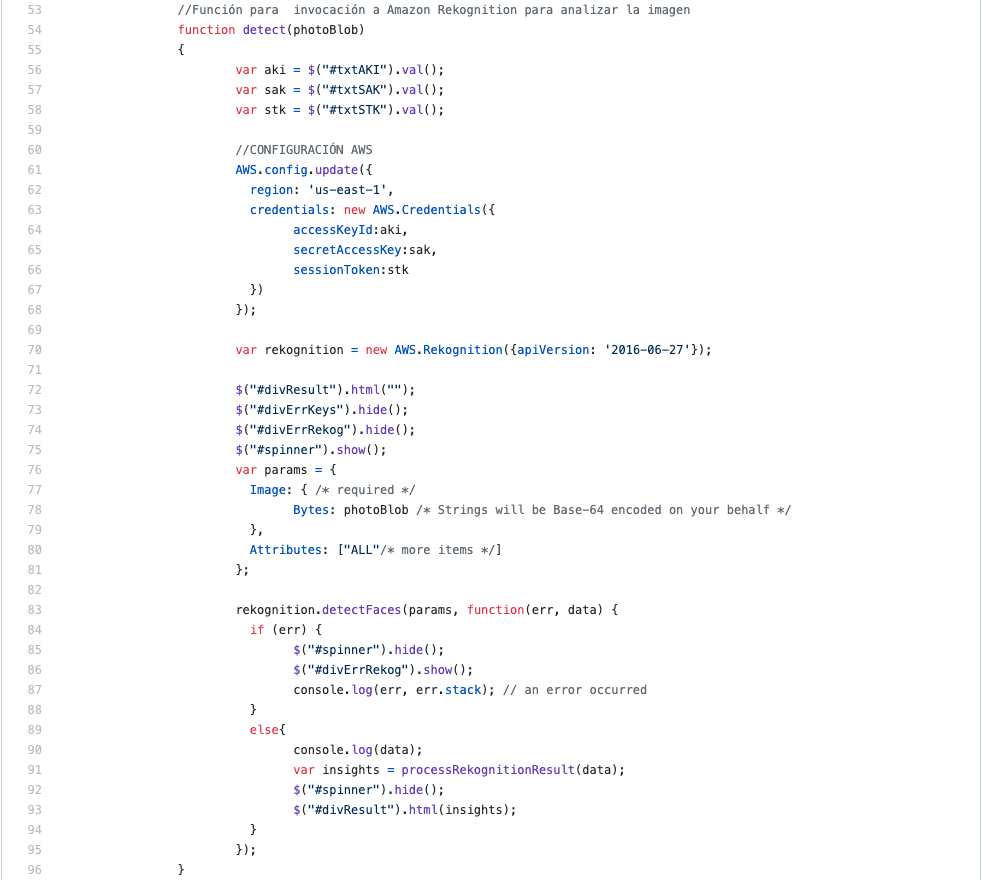 53 //Función para  invocación a Amazon Rekognition para analizar la imagen
54 function detect(photoBlob)
55 {
56 var aki = $("#txtAKI").val();
57 var sak = $("#txtSAK").val();
58 var stk = $("#txtSTK").val();
59
60 //CONFIGURACIÓN AWS
61 AWS.config.update({
62 region: 'us-east-1',
63 credentials: new AWS.Credentials({
64 accessKeyId:aki,
65 secretAccessKey:sak,
66 sessionToken:stk
67 })
68 });
69
70 var rekognition = new AWS.Rekognition({apiVersion: '2016-06-27'});
71
72 $("#divResult").html("");
73 $("#divErrKeys").hide();
74 $("#divErrRekog").hide();
75 $("#spinner").show();
76 var params = {
77 Image: { /* required */
78 Bytes: photoBlob /* Strings will be Base-64 encoded on your behalf */
79 },
80 Attributes: ["ALL"/* more items */]
81 };
82
83 rekognition.detectFaces(params, function(err, data) {
84 if (err) {
85 $("#spinner").hide();
86 $("#divErrRekog").show();
87 console.log(err, err.stack); // an error occurred
88 }
89 else{
90 console.log(data);
91 var insights = processRekognitionResult(data);
92 $("#spinner").hide();
93 $("#divResult").html(insights);
94 }
95 });
96 }